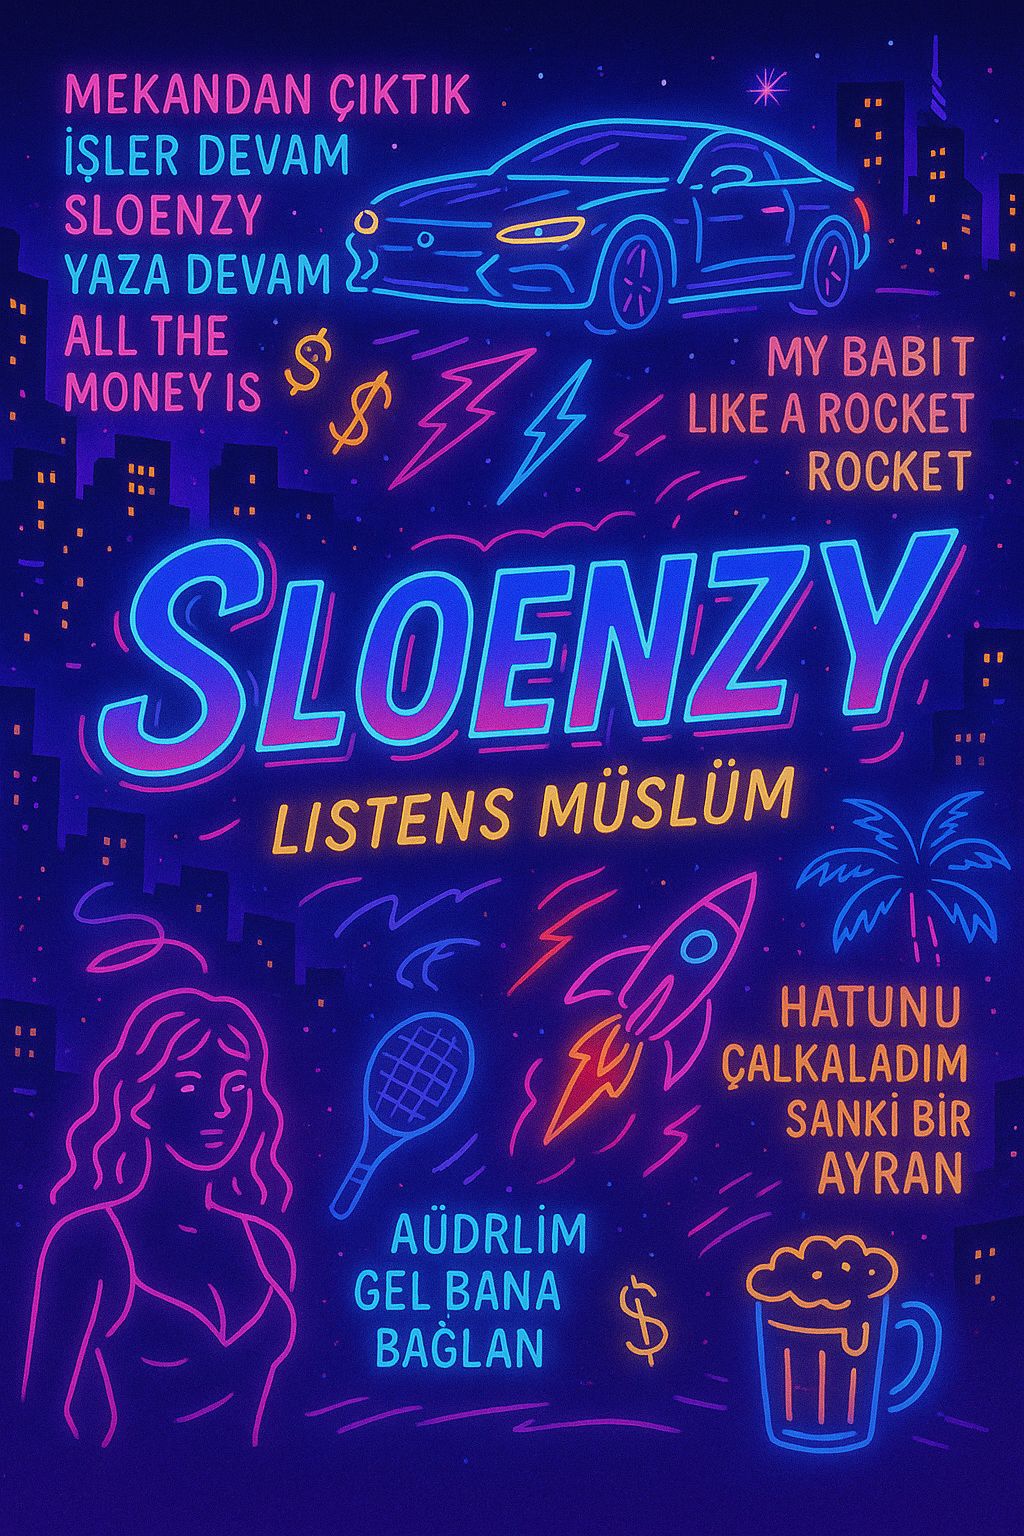 MEKANDAN ÇIKTIK
İŞLER DEVAM
SLOENZY
YAZA DEVAM
ALL THE
MONEY IS
$ $
MY BABI T
LIKE A ROCKET
ROCKET
SLOENZY
LISTENS MÜSLÜM
HATUNU
ÇALKALADIM
SANKİ BİR
AYRAN
AÜDRLİM
GEL BANA
BAĞLAN
$